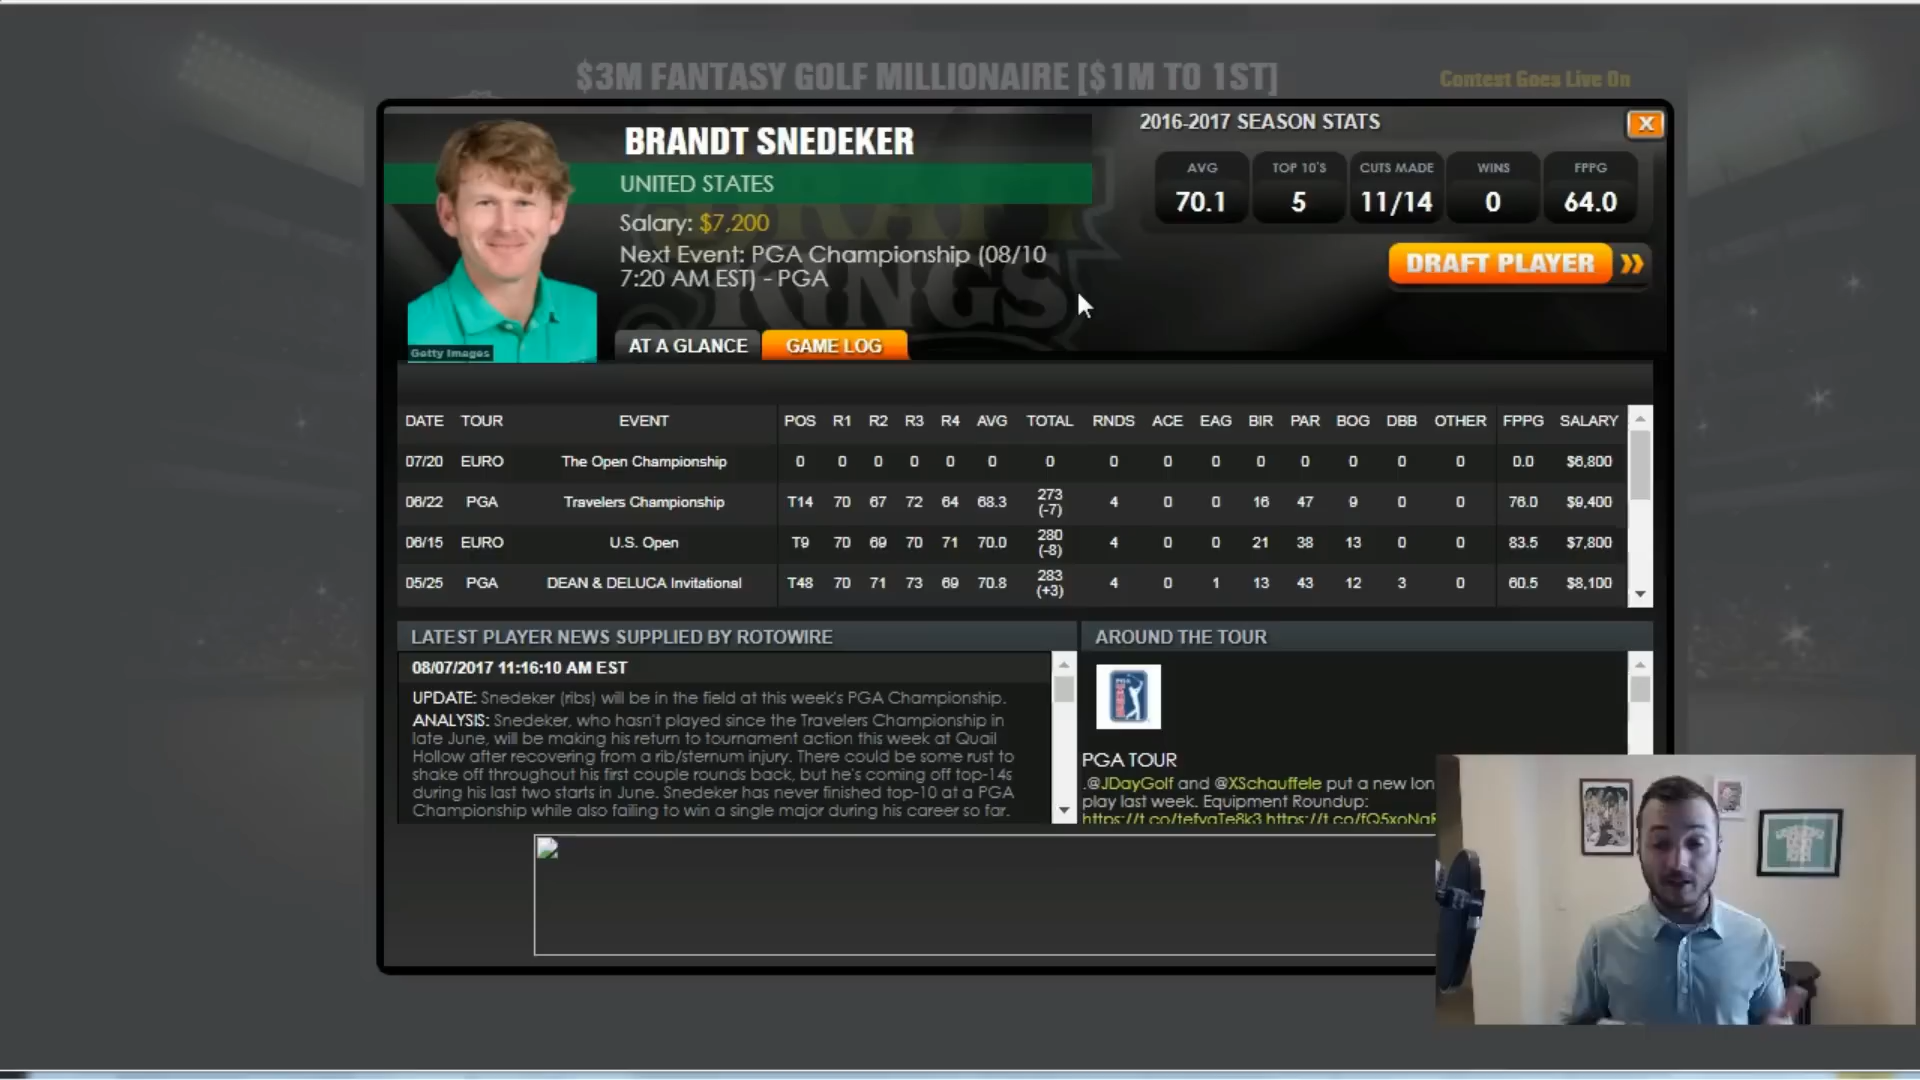 $3M FANTASY GOLF MILLIONAIRE [$1M TO 1ST]
Contest Goes Live On
BRANDT SNEDEKER
UNITED STATES
Salary: $7,200
Next Event: PGA Championship (08/10
7:20 AM EST) - PGA
Getty Images
2016-2017 SEASON STATS
X
AVG TOP 10'S CUTS MADE WINS FPPG
70.1 5 11/14 0 64.0
DRAFT PLAYER
AT A GLANCE GAME LOG
DATE TOUR EVENT POS R1 R2 R3 R4 AVG TOTAL RNDS ACE EAG BIR PAR BOG DBB OTHER FPPG SALARY
07/20 EURO The Open Championship 0 0 0 0 0 0 0 0 0 0 0 0 0 0 0 0.0 $6,800
06/22 PGA Travelers Championship T14 70 67 72 64 68.3 273 (-7) 4 0 0 16 47 9 0 0 76.0 $9,400
06/15 EURO U.S. Open T9 70 69 70 71 70.0 280 (-8) 4 0 0 21 38 13 0 0 83.5 $7,800
05/25 PGA DEAN & DELUCA Invitational T48 70 71 73 69 70.8 283 (+3) 4 0 1 13 43 12 3 0 60.5 $8,100
LATEST PLAYER NEWS SUPPLIED BY ROTOWIRE
08/07/2017 11:16:10 AM EST
UPDATE: Snedeker (ribs) will be in the field at this week's PGA Championship.
ANALYSIS: Snedeker, who hasn't played since the Travelers Championship in
late June, will be making his return to tournament action this week at Quail
Hollow after recovering from a rib/sternum injury. There could be some rust to
shake off throughout his first couple rounds back, but he's coming off top-14s
during his last two starts in June. Snedeker has never finished top-10 at a PGA
Championship while also failing to win a single major during his career so far.
AROUND THE TOUR
PGA TOUR
.@JDayGolf and @XSchauffele put a new lon
play last week. Equipment Roundup: